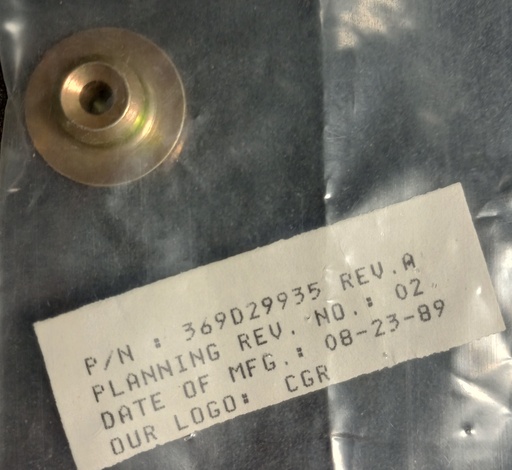 P/N : 369D29935 REV.A
PLANNING REV. NO.: 02
DATE OF MFG.: 08-23-89
OUR LOGO: CGR